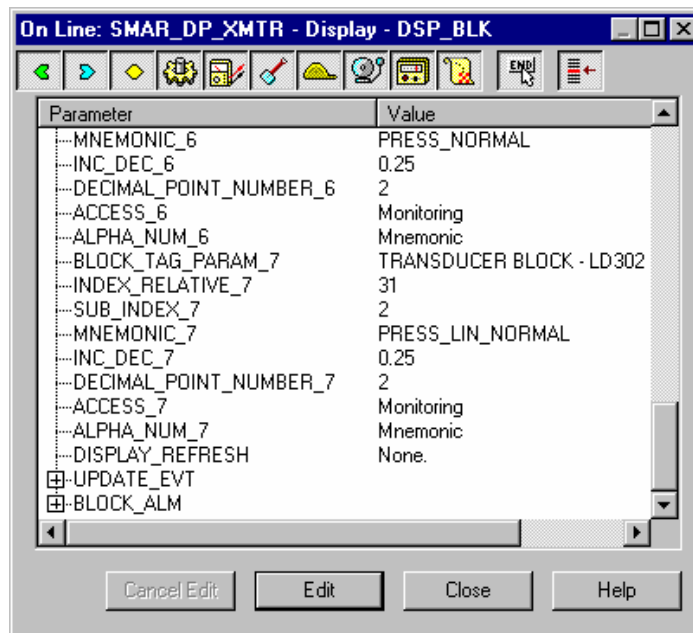 On Line: SMAR_DP_XMTR - Display - DSP_BLK
END
Parameter Value
MNEMONIC_6 PRESS_NORMAL
INC_DEC_6 0.25
DECIMAL_POINT_NUMBER_6 2
ACCESS_6 Monitoring
ALPHA_NUM_6 Mnemonic
BLOCK_TAG_PARAM_7 TRANSDUCER BLOCK - LD302
INDEX_RELATIVE_7 31
SUB_INDEX_7 2
MNEMONIC_7 PRESS_LIN_NORMAL
INC_DEC_7 0.25
DECIMAL_POINT_NUMBER_7 2
ACCESS_7 Monitoring
ALPHA_NUM_7 Mnemonic
DISPLAY_REFRESH None.
UPDATE_EVT
BLOCK_ALM
Cancel Edit Edit Close Help